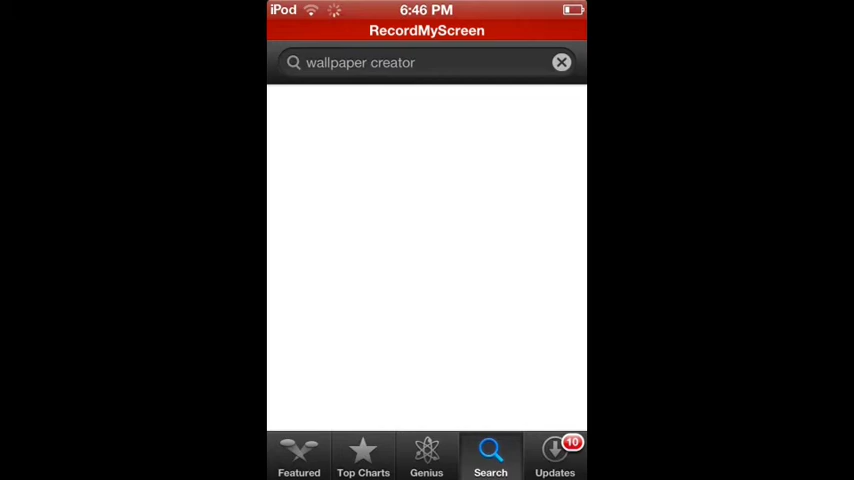 iPod 6:46 PM
RecordMyScreen
wallpaper creator
10
Featured Top Charts Genius Search Updates